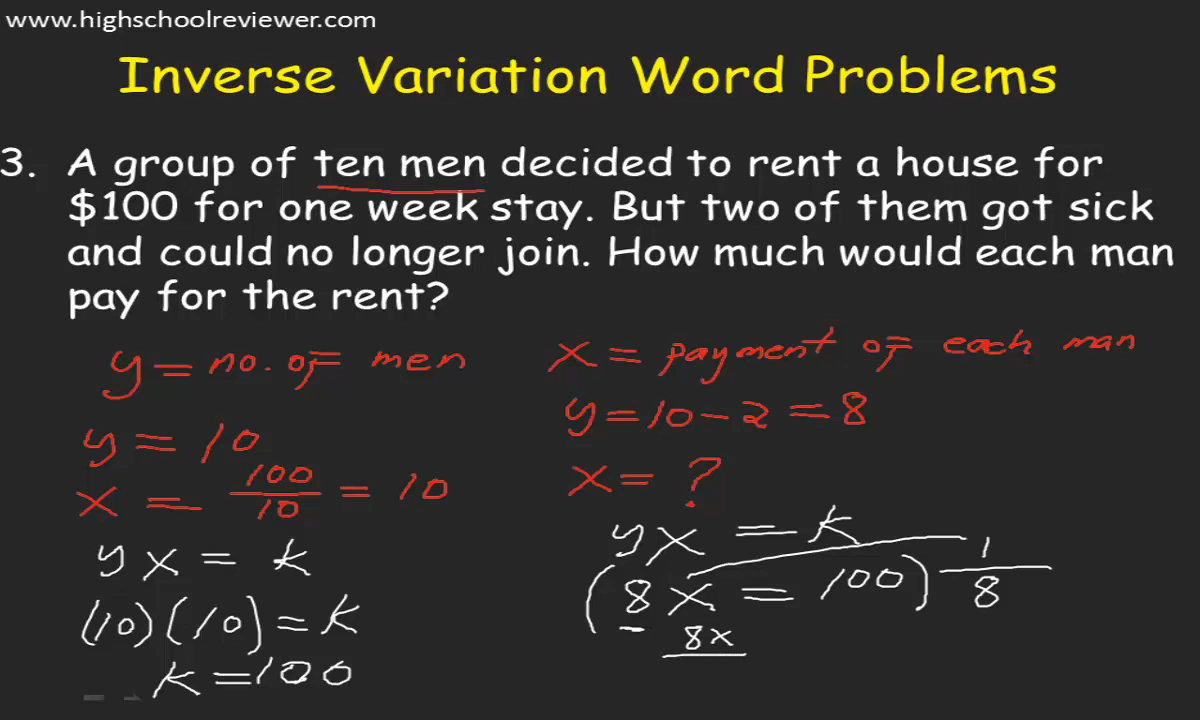 www.highschoolreviewer.com
Inverse Variation Word Problems
3. A group of ten men decided to rent a house for
$100 for one week stay. But two of them got sick
and could no longer join. How much would each man
pay for the rent?
y = no. of men
y = 10
x = 100/10 = 10
yx = k
(10)(10) = k
k = 100
x = payment of each man
y = 10 - 2 = 8
x = ?
yx = k
(8x = 100) 1/8
8x